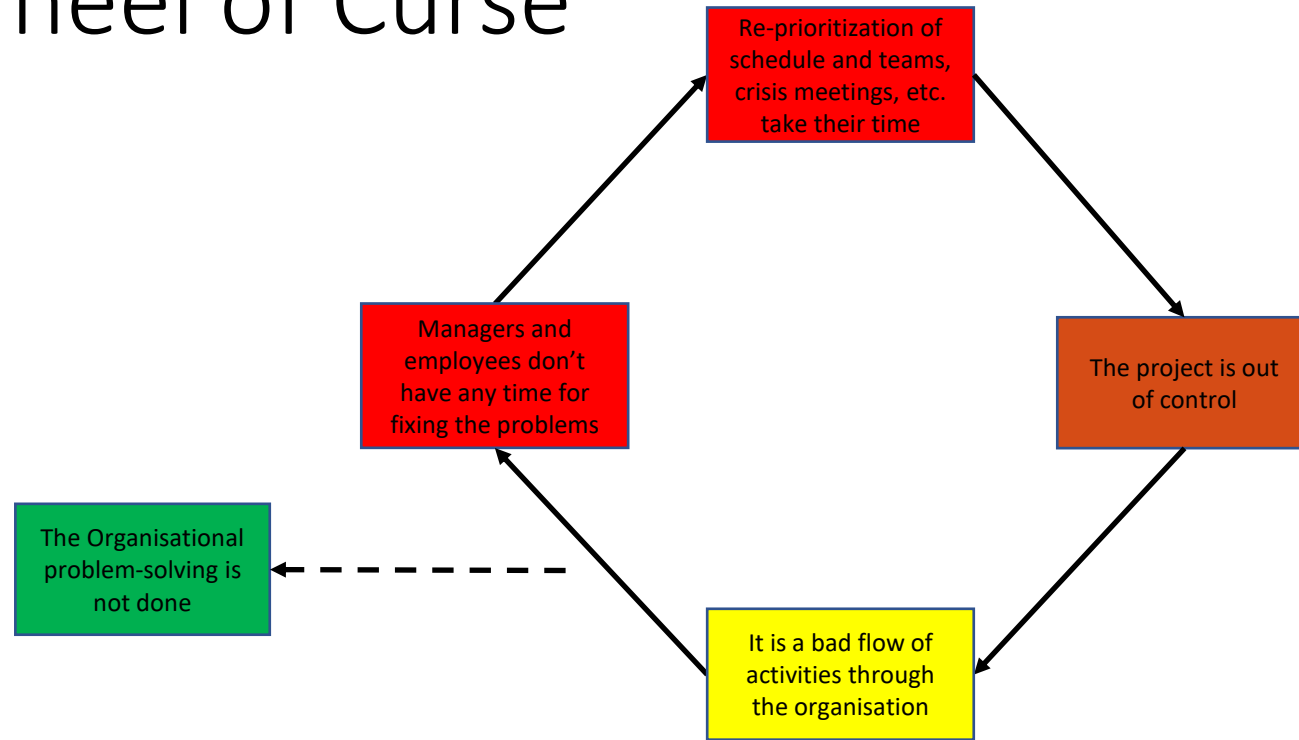 heel of Curse
Re-prioritization of
schedule and teams,
crisis meetings, etc.
take their time
Managers and
employees don’t
have any time for
fixing the problems
The project is out
of control
The Organisational
problem-solving is
not done
It is a bad flow of
activities through
the organisation